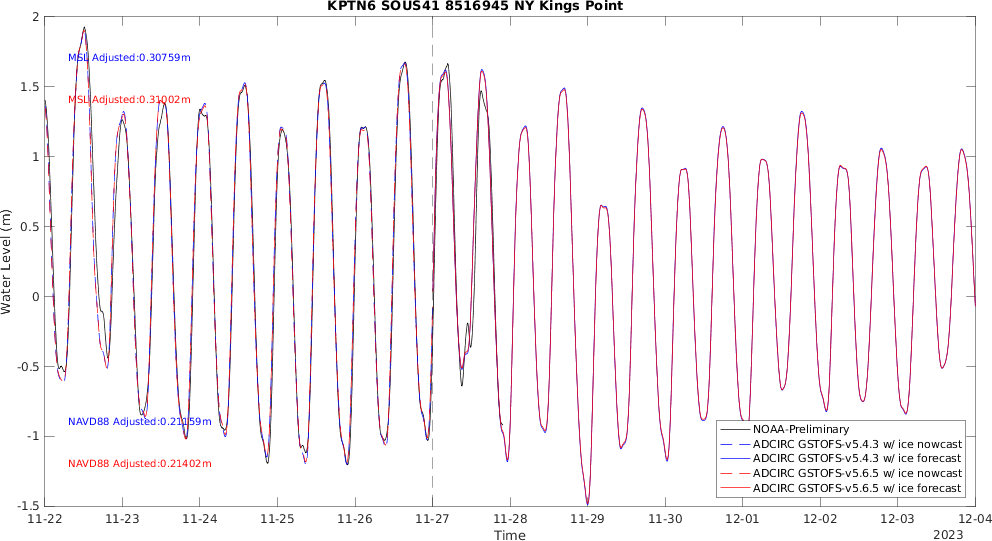 KPTN6 SOUS41 8516945 NY Kings Point
2
1.5
1
0.5
0
-0.5
-1
-1.5
Water Level (m)
MSL Adjusted:0.30759m
MSL Adjusted:0.31002m
NAVD88 Adjusted:0.21159m
NAVD88 Adjusted:0.21402m
NOAA-Preliminary
ADCIRC GSTOFS-v5.4.3 w/ ice nowcast
ADCIRC GSTOFS-v5.4.3 w/ ice forecast
ADCIRC GSTOFS-v5.6.5 w/ ice nowcast
ADCIRC GSTOFS-v5.6.5 w/ ice forecast
11-22 11-23 11-24 11-25 11-26 11-27 11-28 11-29 11-30 12-01 12-02 12-03 12-04
Time
2023